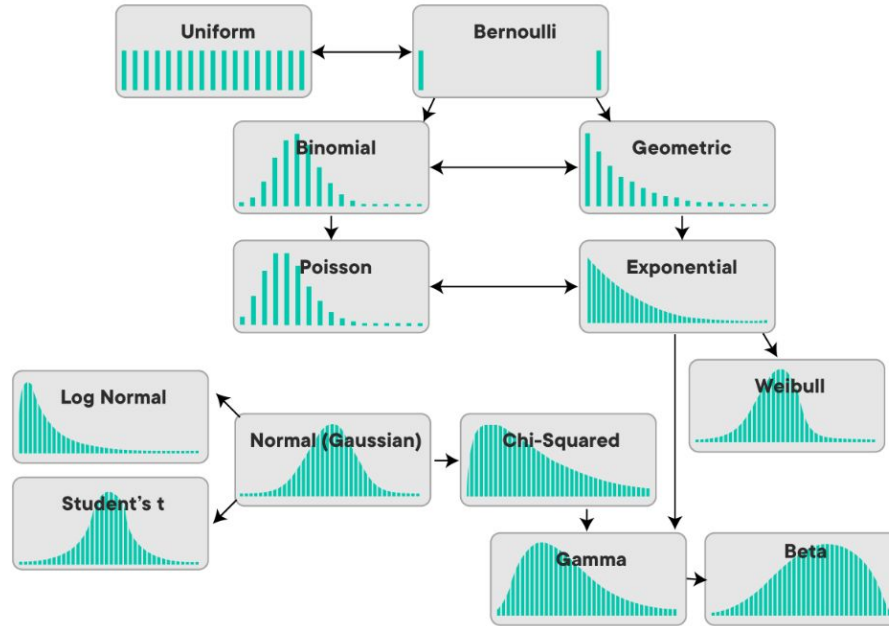 Uniform
Bernoulli
Binomial
Geometric
Poisson
Exponential
Log Normal
Weibull
Normal (Gaussian)
Chi-Squared
Student's t
Gamma
Beta